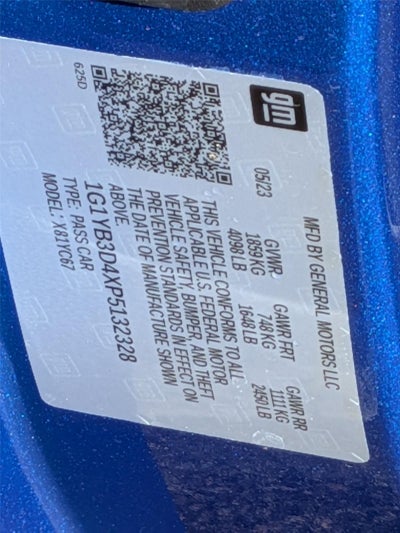 gm
MFD BY GENERAL MOTORS LLC
05/23 GVWR GAWR FRT GAWR RR
1859 KG 748 KG 1111 KG
4098 LB 1648 LB 2450 LB
THIS VEHICLE CONFORMS TO ALL
APPLICABLE U.S. FEDERAL MOTOR
VEHICLE SAFETY, BUMPER, AND THEFT
PREVENTION STANDARDS IN EFFECT ON
THE DATE OF MANUFACTURE SHOWN
ABOVE.
1G1YB3D4XP5132328
TYPE: PASS CAR
MODEL: X81YC67
625D